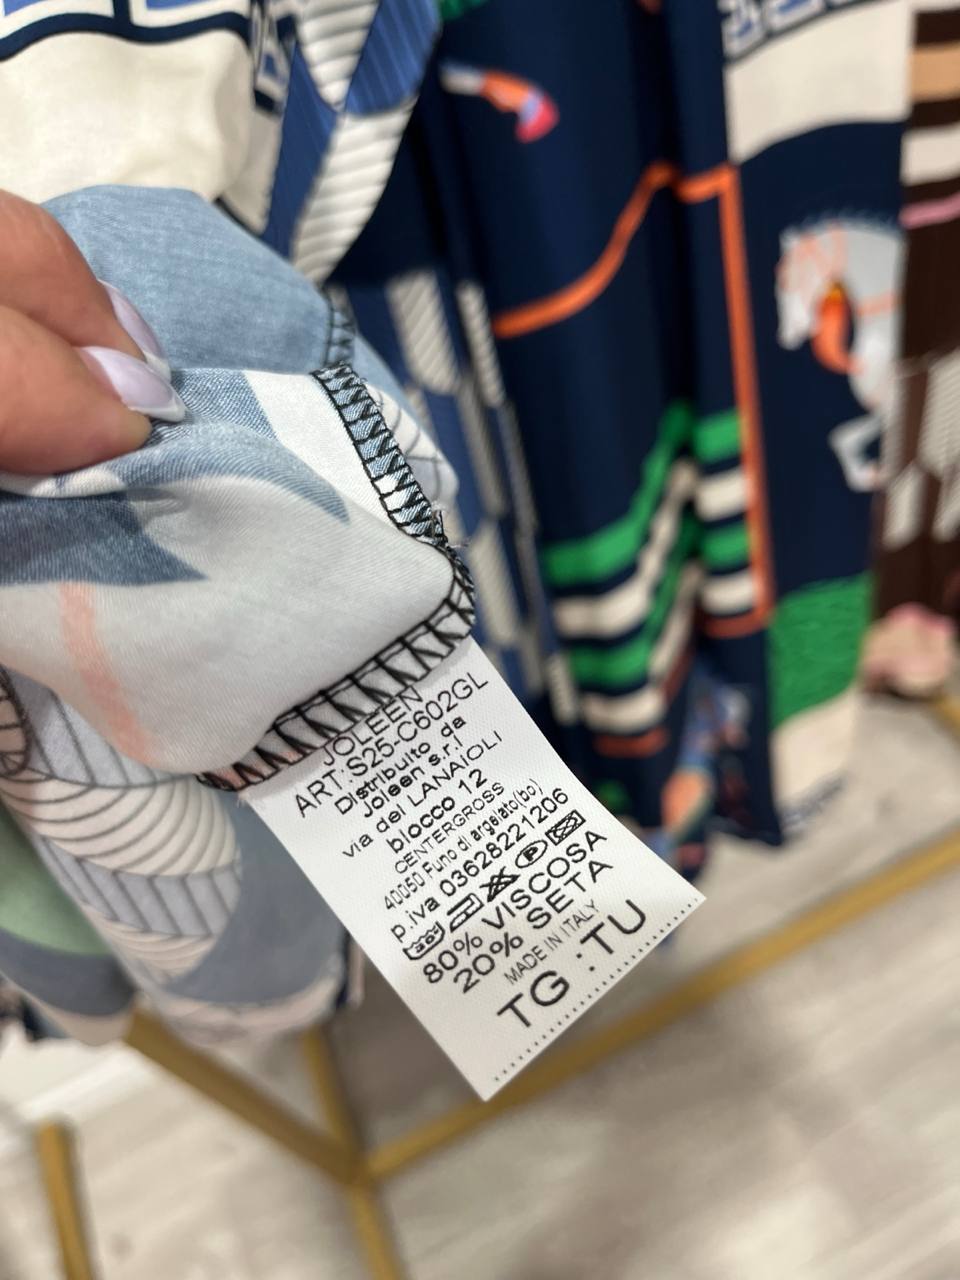 JOLEEN
ART:S25-C602GL
Distribuito da
Joleen s.r.l
via dei LANAIOLI
blocco 12
CENTERGROSS
40050 Funo di argelato(bo)
p.iva 03628221206
P
80% VISCOSA
20% SETA
MADE IN ITALY
TG :TU